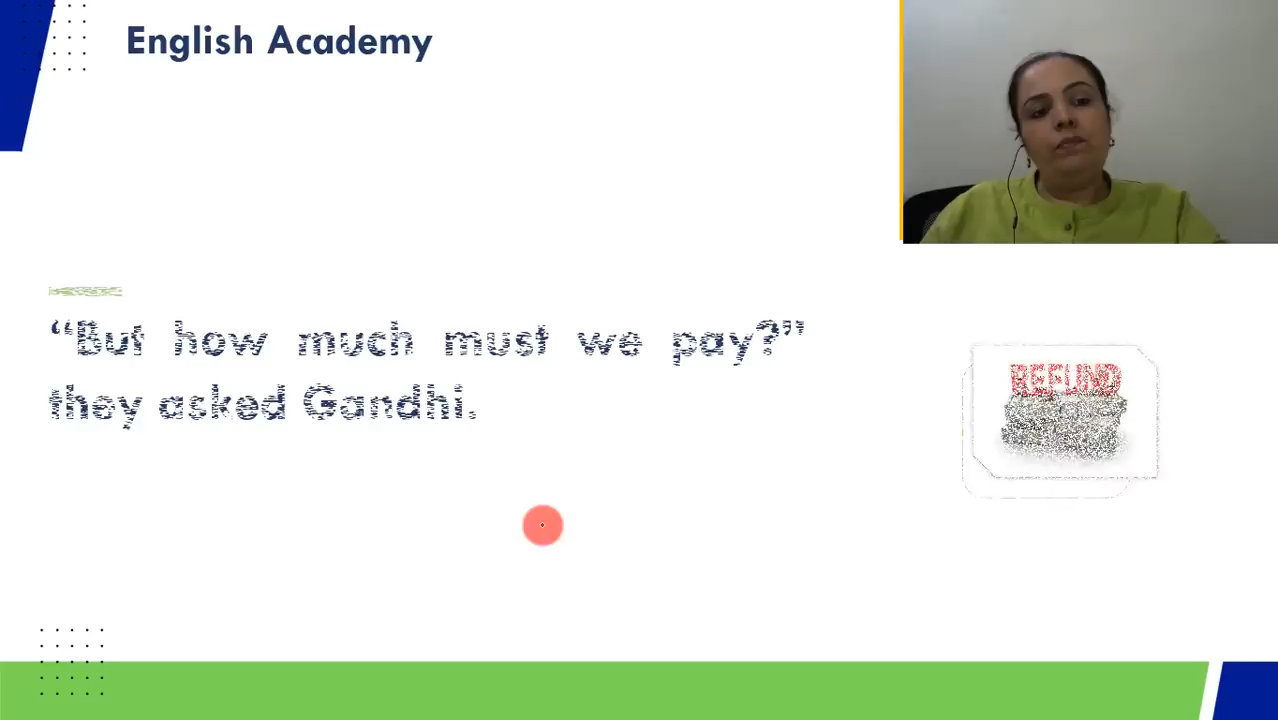 English Academy
“But how much must we pay?”
they asked Gandhi.
REFUND